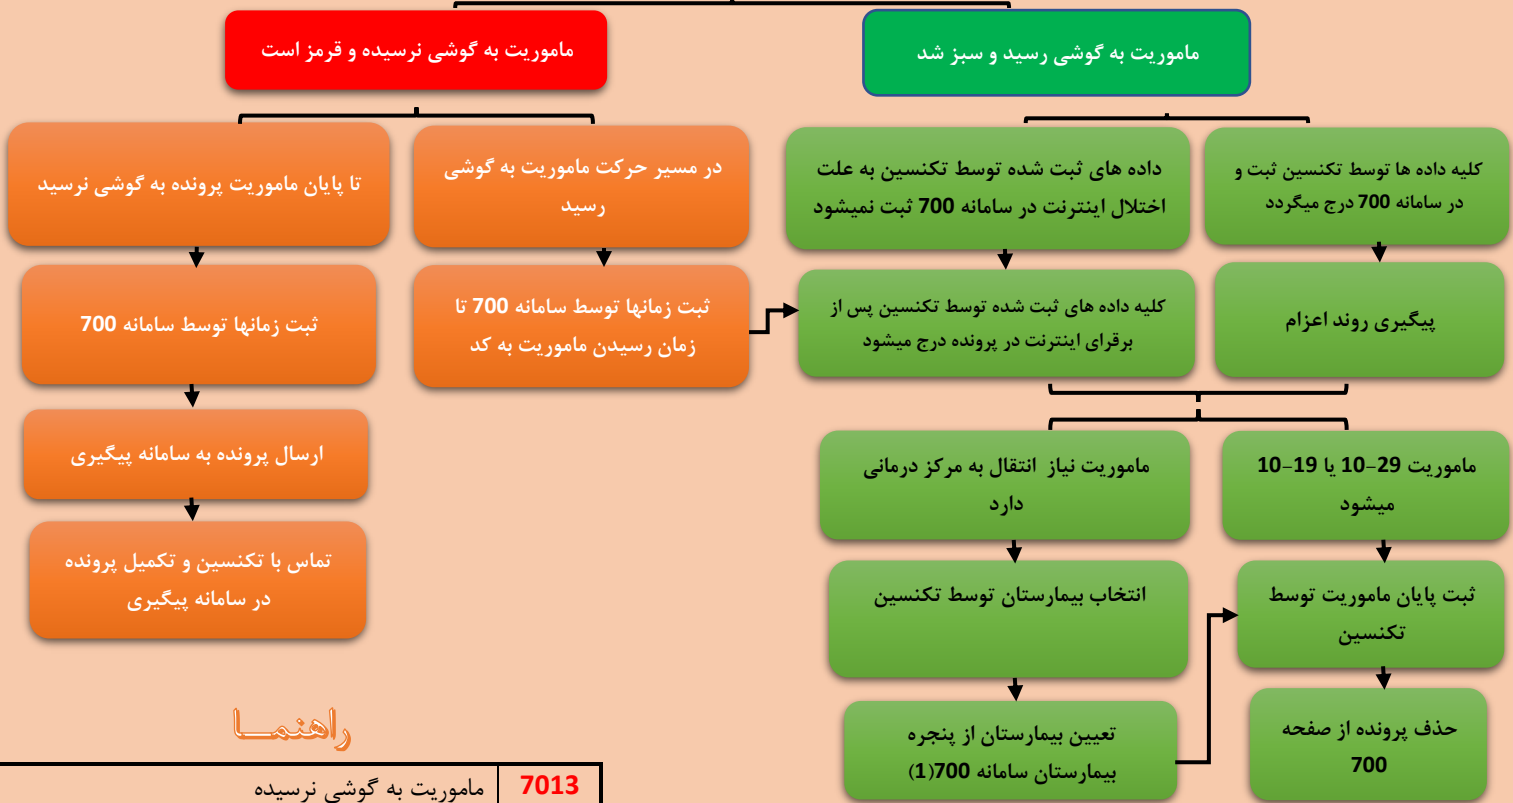 ماموریت به گوشی رسید و سبز شد
ماموریت به گوشی نرسیده و قرمز است
کلیه داده ها توسط تکنسین ثبت و
در سامانه 700 درج میگردد
داده های ثبت شده توسط تکنسین به علت
اختلال اینترنت در سامانه 700 ثبت نمیشود
در مسیر حرکت ماموریت به گوشی
رسید
تا پایان ماموریت پرونده به گوشی نرسید
پیگیری روند اعزام
کلیه داده های ثبت شده توسط تکنسین پس از
برقرای اینترنت در پرونده درج میشود
ثبت زمانها توسط سامانه 700 تا
زمان رسیدن ماموریت به کد
ثبت زمانها توسط سامانه 700
ماموریت 29-10 یا 19-10
میشود
ماموریت نیاز انتقال به مرکز درمانی
دارد
ارسال پرونده به سامانه پیگیری
ثبت پایان ماموریت توسط
تکنسین
انتخاب بیمارستان توسط تکنسین
تماس با تکنسین و تکمیل پرونده
در سامانه پیگیری
حذف پرونده از صفحه
700
تعیین بیمارستان از پنجره
بیمارستان سامانه 700(1)
راهنمـا
7013 ماموریت به گوشی نرسیده